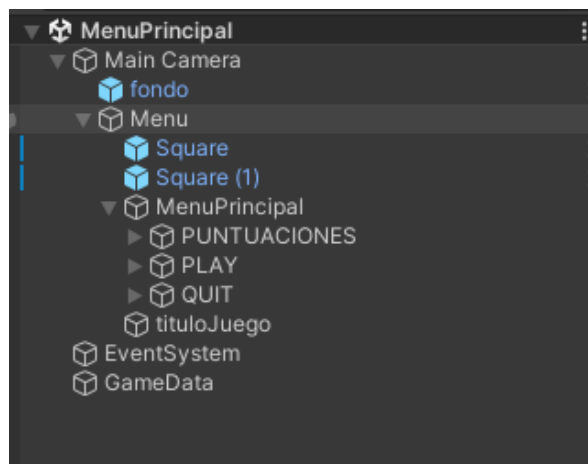 MenuPrincipal
Main Camera
fondo
Menu
Square
Square (1)
MenuPrincipal
PUNTUACIONES
PLAY
QUIT
tituloJuego
EventSystem
GameData